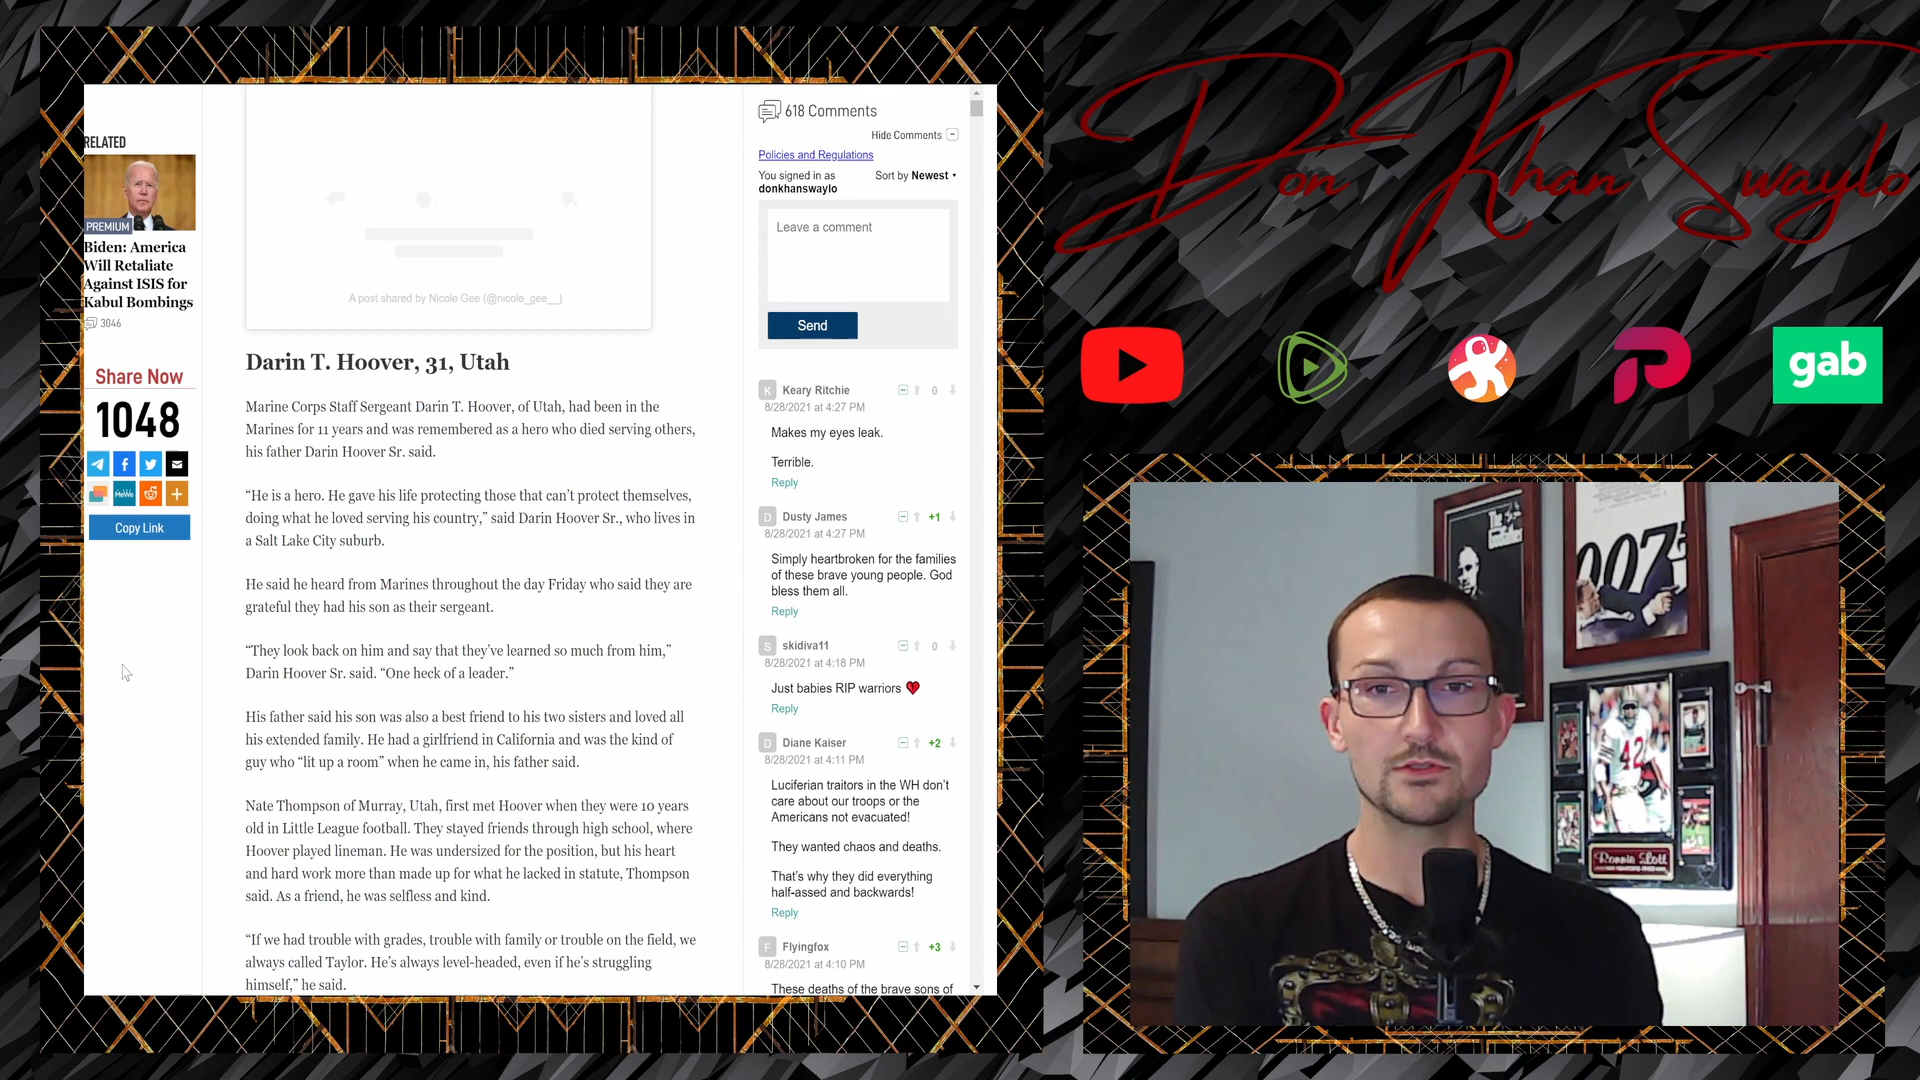 RELATED
PREMIUM
Biden: America
Will Retaliate
Against ISIS for
Kabul Bombings
3046
Share Now
1048
MeWe
Copy Link
A post shared by Nicole Gee (@nicole_gee__)
Darin T. Hoover, 31, Utah
Marine Corps Staff Sergeant Darin T. Hoover, of Utah, had been in the
Marines for 11 years and was remembered as a hero who died serving others,
his father Darin Hoover Sr. said.
“He is a hero. He gave his life protecting those that can’t protect themselves,
doing what he loved serving his country,” said Darin Hoover Sr., who lives in
a Salt Lake City suburb.
He said he heard from Marines throughout the day Friday who said they are
grateful they had his son as their sergeant.
“They look back on him and say that they’ve learned so much from him,”
Darin Hoover Sr. said. “One heck of a leader.”
His father said his son was also a best friend to his two sisters and loved all
his extended family. He had a girlfriend in California and was the kind of
guy who “lit up a room” when he came in, his father said.
Nate Thompson of Murray, Utah, first met Hoover when they were 10 years
old in Little League football. They stayed friends through high school, where
Hoover played lineman. He was undersized for the position, but his heart
and hard work more than made up for what he lacked in statute, Thompson
said. As a friend, he was selfless and kind.
“If we had trouble with grades, trouble with family or trouble on the field, we
always called Taylor. He’s always level-headed, even if he’s struggling
himself,” he said.
618 Comments
Hide Comments
Policies and Regulations
You signed in as
donkhanswaylo
Sort by Newest
Leave a comment
Send
K Keary Ritchie 0
8/28/2021 at 4:27 PM
Makes my eyes leak.
Terrible.
Reply
D Dusty James +1
8/28/2021 at 4:27 PM
Simply heartbroken for the families
of these brave young people. God
bless them all.
Reply
S skidiva11 0
8/28/2021 at 4:18 PM
Just babies RIP warriors 💔
Reply
D Diane Kaiser +2
8/28/2021 at 4:11 PM
Luciferian traitors in the WH don’t
care about our troops or the
Americans not evacuated!
They wanted chaos and deaths.
That’s why they did everything
half-assed and backwards!
Reply
F Flyingfox +3
8/28/2021 at 4:10 PM
These deaths of the brave sons of
Don Khan Swaylo
gab
007
42
Ronnie Lott